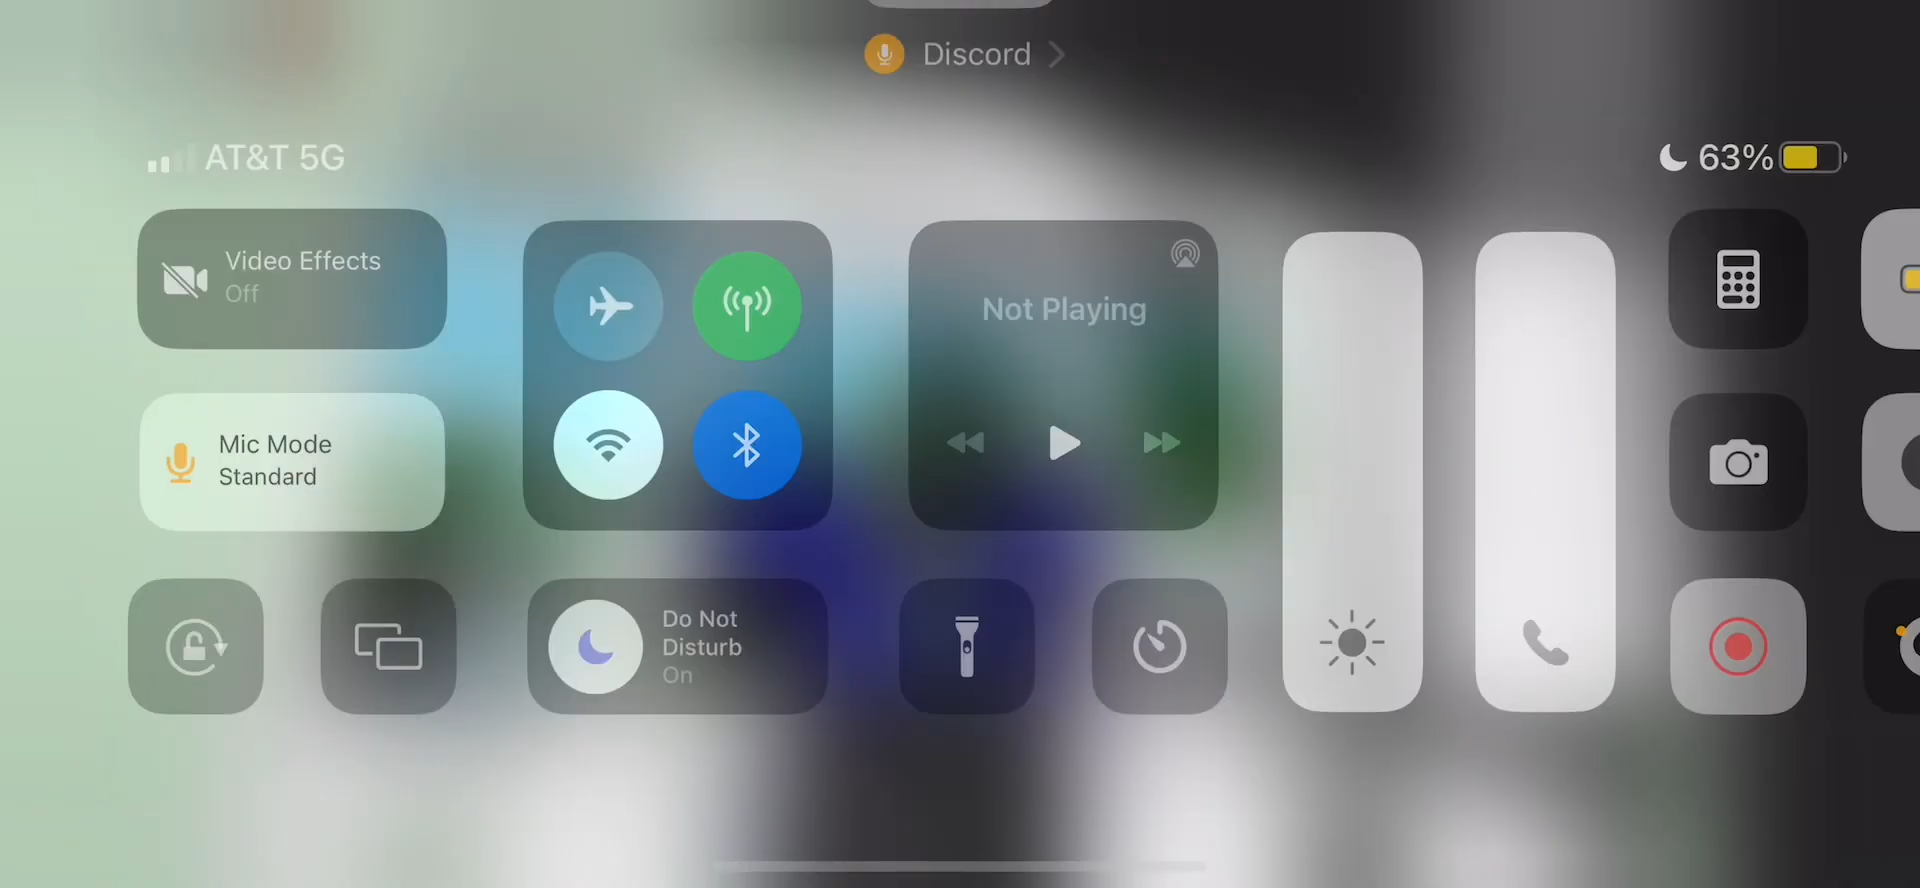 Discord
AT&T 5G
63%
Video Effects
Off
Not Playing
Mic Mode
Standard
Do Not
Disturb
On